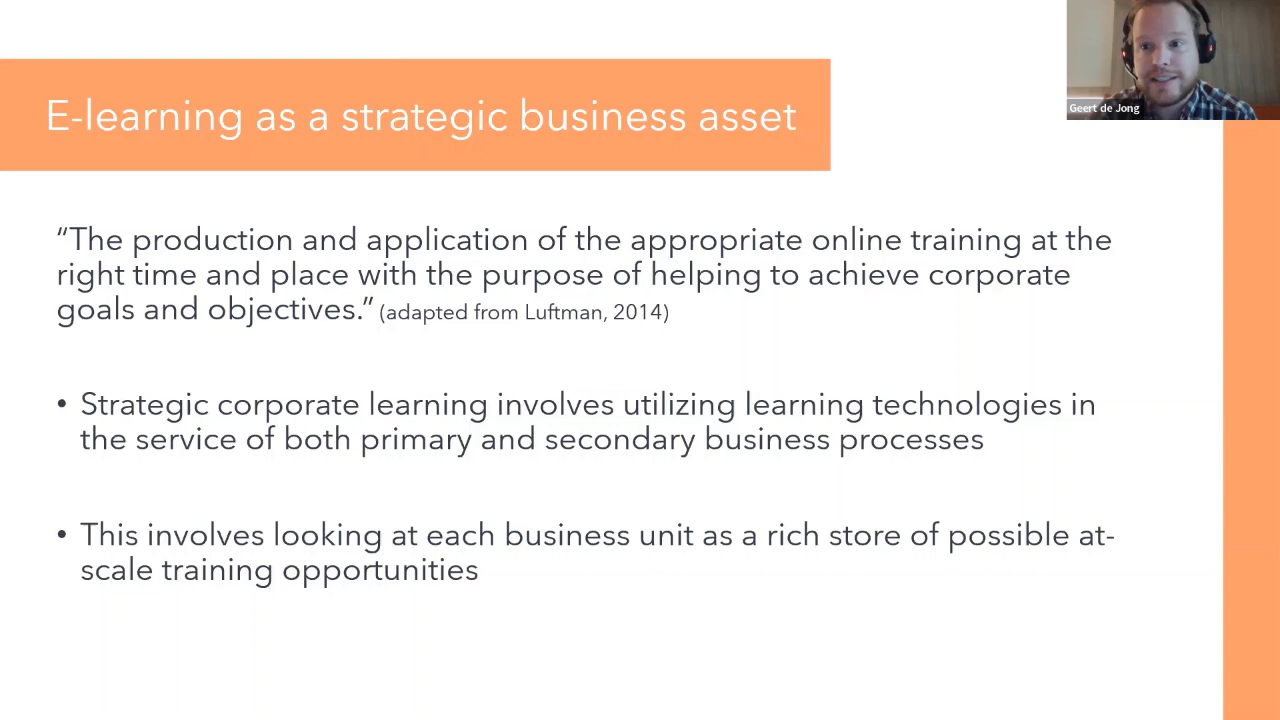 E-learning as a strategic business asset
Geert de Jong
“The production and application of the appropriate online training at the
right time and place with the purpose of helping to achieve corporate
goals and objectives.” (adapted from Luftman, 2014)
• Strategic corporate learning involves utilizing learning technologies in
the service of both primary and secondary business processes
• This involves looking at each business unit as a rich store of possible at-
scale training opportunities